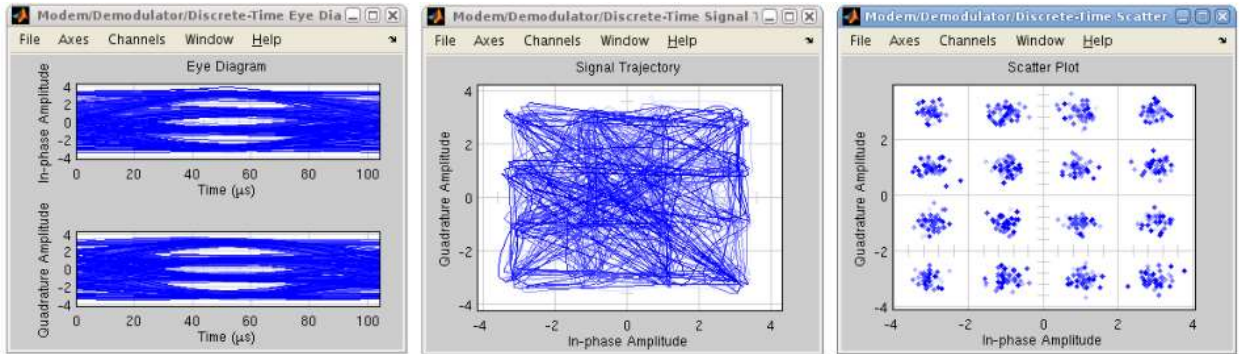 Modem/Demodulator/Discrete-Time Eye Dia
File Axes Channels Window Help
Eye Diagram
In-phase Amplitude
4
2
0
-2
-4
0 20 40 60 80 100
Time (μs)
Quadrature Amplitude
4
2
0
-2
-4
0 20 40 60 80 100
Time (μs)
Modem/Demodulator/Discrete-Time Signal T
File Axes Channels Window Help
Signal Trajectory
Quadrature Amplitude
4
2
0
-2
-4
-4 -2 0 2 4
In-phase Amplitude
Modem/Demodulator/Discrete-Time Scatter
File Axes Channels Window Help
Scatter Plot
Quadrature Amplitude
4
2
0
-2
-4
-4 -2 0 2 4
In-phase Amplitude